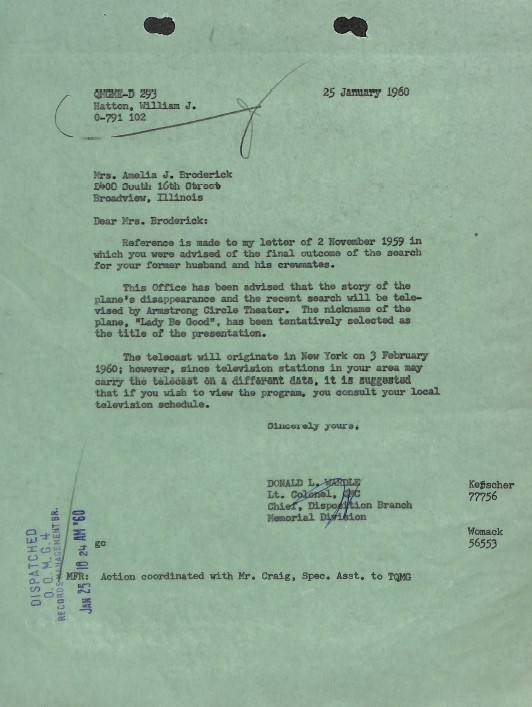 QMGME-D 293
Hatton, William J.
O-791 102
25 January 1960
Mrs. Amelia J. Broderick
2400 South 16th Street
Broadview, Illinois
Dear Mrs. Broderick:
Reference is made to my letter of 2 November 1959 in
which you were advised of the final outcome of the search
for your former husband and his crewmates.
This Office has been advised that the story of the
plane's disappearance and the recent search will be tele-
vised by Armstrong Circle Theater. The nickname of the
plane, "Lady Be Good", has been tentatively selected as
the title of the presentation.
The telecast will originate in New York on 3 February
1960; however, since television stations in your area may
carry the telecast on a different date, it is suggested
that if you wish to view the program, you consult your local
television schedule.
Sincerely yours,
DONALD L. WARDLE
Lt. Colonel, QMC
Chief, Disposition Branch
Memorial Division
Keßscher
77756
Womack
56553
gc
MFR: Action coordinated with Mr. Craig, Spec. Asst. to TQMG
DISPATCHED
O. Q. M. G. 4
RECORDS MANAGEMENT BR.
JAN 25 10 24 AM '60